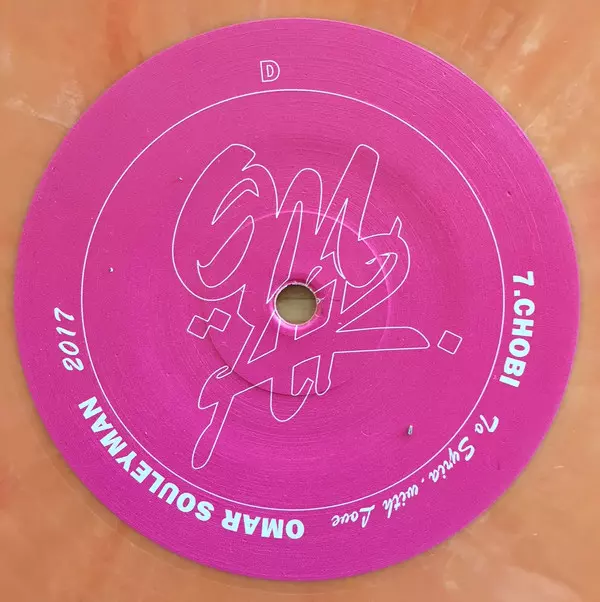 D
7. CHOBI
To Syria, with Love
OMAR SOULEYMAN
2017